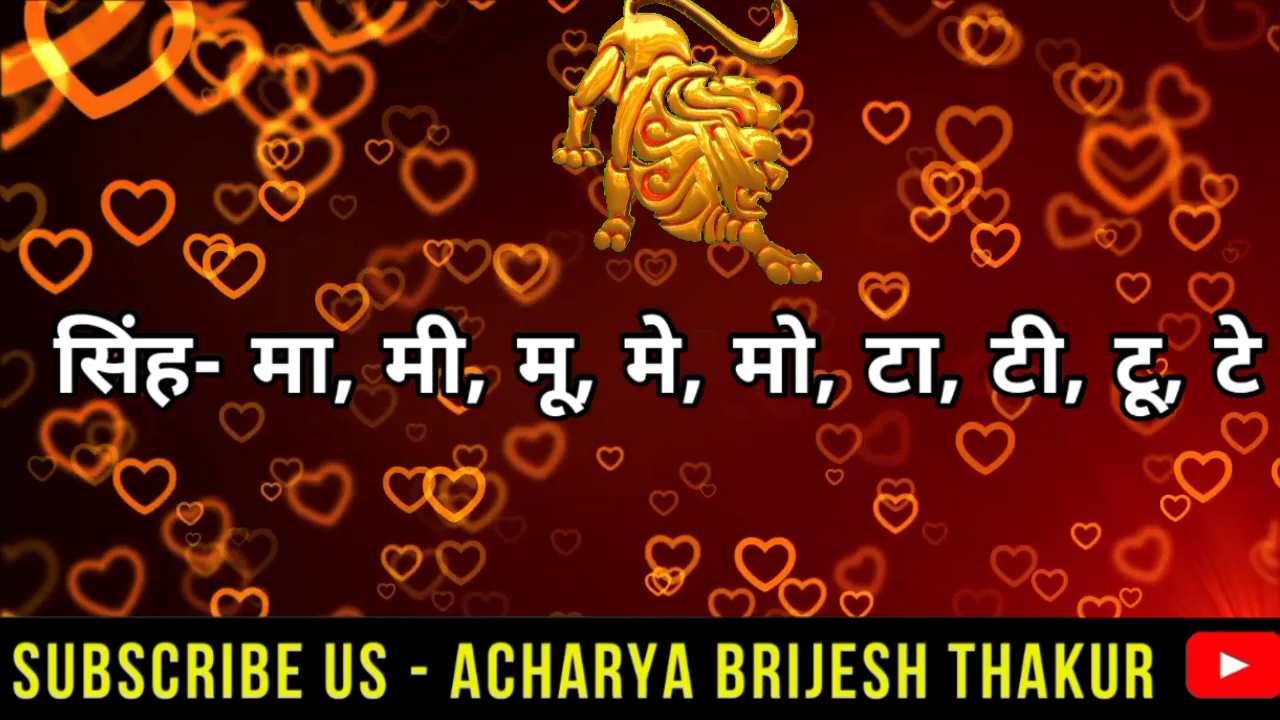 सिंह- मा, मी, मू, मे, मो, टा, टी, टू, टे
SUBSCRIBE US - ACHARYA BRIJESH THAKUR